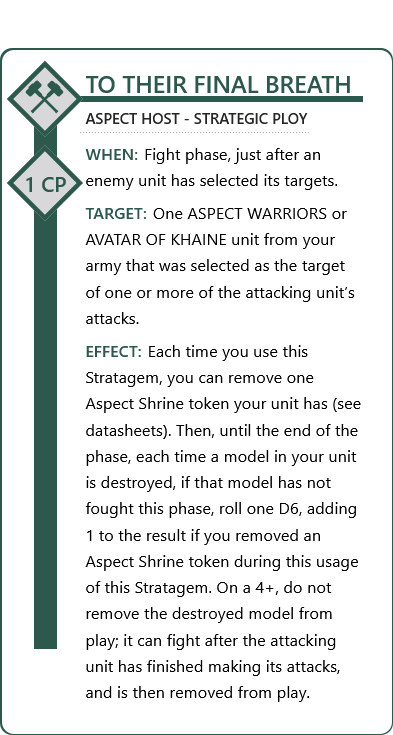 TO THEIR FINAL BREATH
ASPECT HOST - STRATEGIC PLOY
1 CP
WHEN: Fight phase, just after an
enemy unit has selected its targets.
TARGET: One ASPECT WARRIORS or
AVATAR OF KHAINE unit from your
army that was selected as the target
of one or more of the attacking unit's
attacks.
EFFECT: Each time you use this
Stratagem, you can remove one
Aspect Shrine token your unit has (see
datasheets). Then, until the end of the
phase, each time a model in your unit
is destroyed, if that model has not
fought this phase, roll one D6, adding
1 to the result if you removed an
Aspect Shrine token during this usage
of this Stratagem. On a 4+, do not
remove the destroyed model from
play; it can fight after the attacking
unit has finished making its attacks,
and is then removed from play.